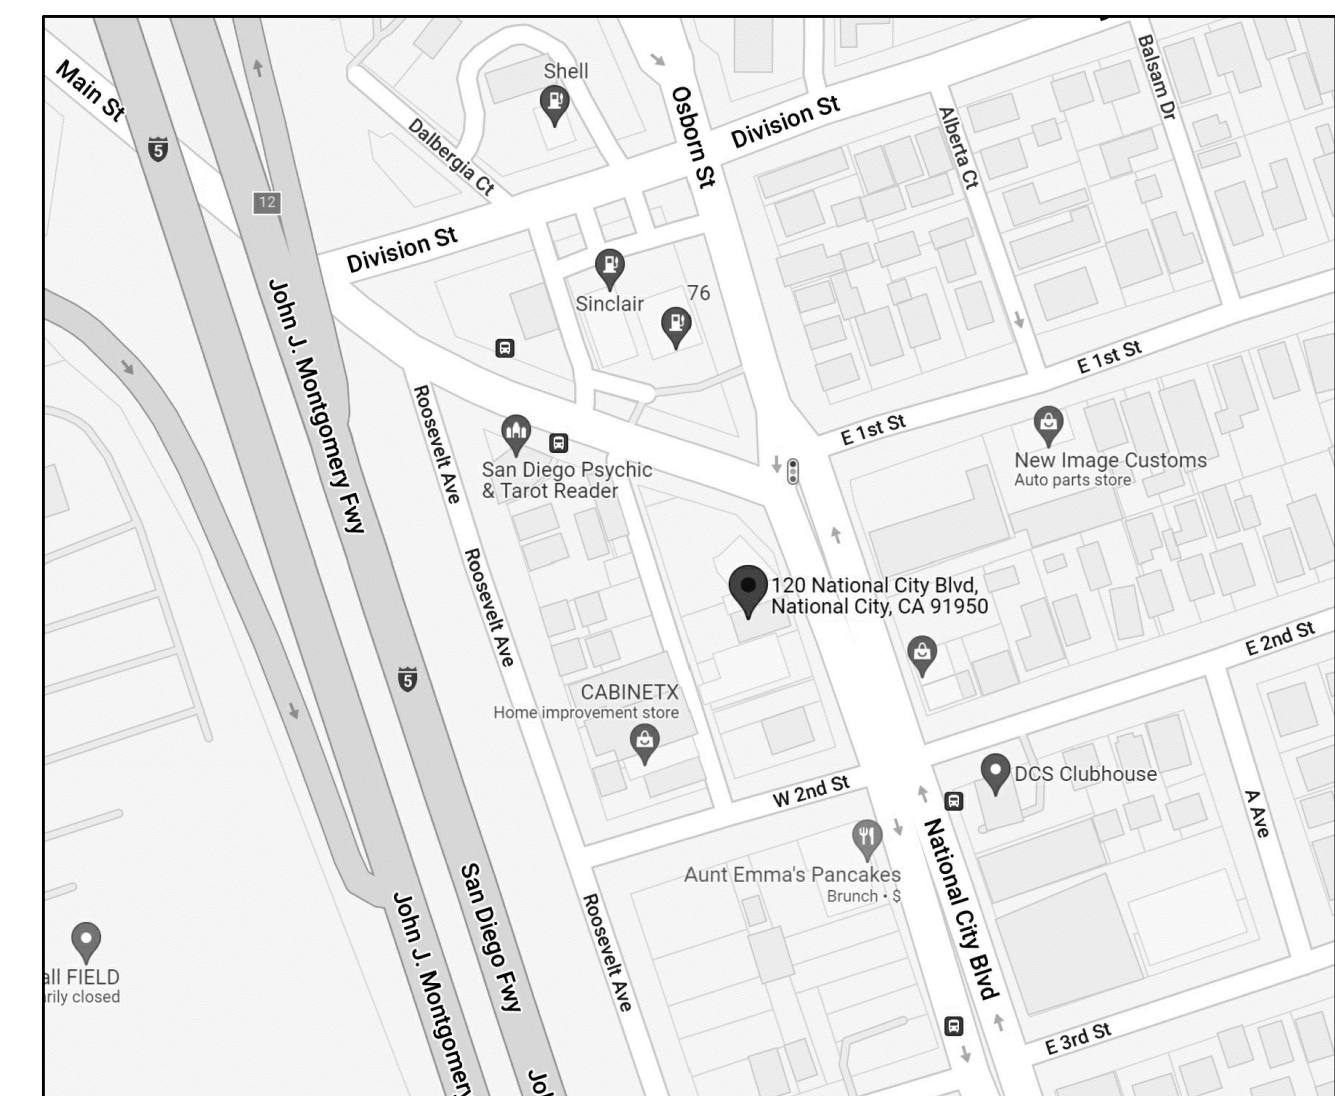 Main St
5
12
Shell
Dalbergia Ct
Osborn St
Division St
Balsam Dr
Alberta Ct
Division St
Sinclair
76
John J. Montgomery Fwy
E 1st St
E 1st St
Roosevelt Ave
San Diego Psychic
& Tarot Reader
New Image Customs
Auto parts store
Roosevelt Ave
120 National City Blvd,
National City, CA 91950
5
E 2nd St
CABINETX
Home improvement store
DCS Clubhouse
W 2nd St
A Ave
Aunt Emma's Pancakes
Brunch • $
National City Blvd
San Diego Fwy
John J. Montgomery
Roosevelt Ave
all FIELD
arily closed
E 3rd St
Joh